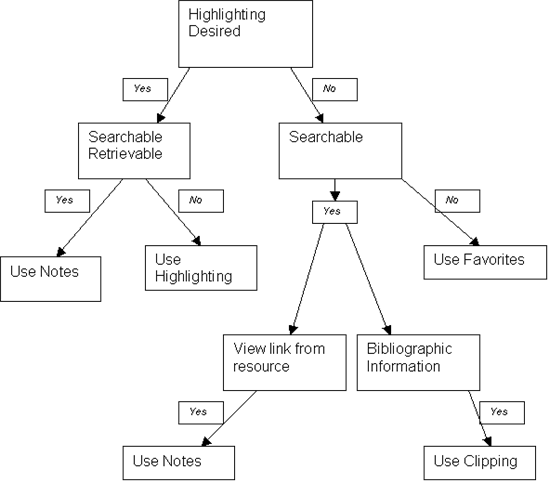 Highlighting
Desired
Yes
No
Searchable
Retrievable
Searchable
Yes
No
Yes
No
Use Notes
Use
Highlighting
Use Favorites
View link from
resource
Bibliographic
Information
Yes
Yes
Use Notes
Use Clipping